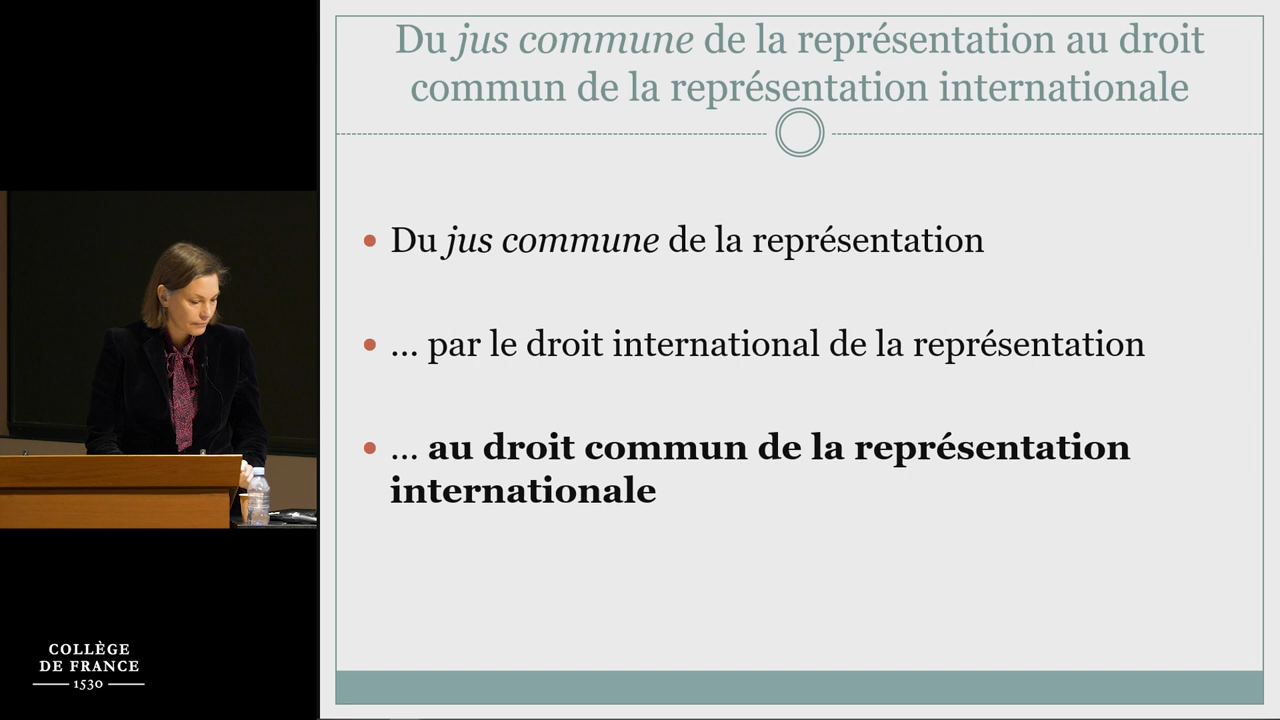 Du jus commune de la représentation au droit
commun de la représentation internationale
• Du jus commune de la représentation
• ... par le droit international de la représentation
• ... au droit commun de la représentation
internationale
COLLÈGE
DE FRANCE
1530